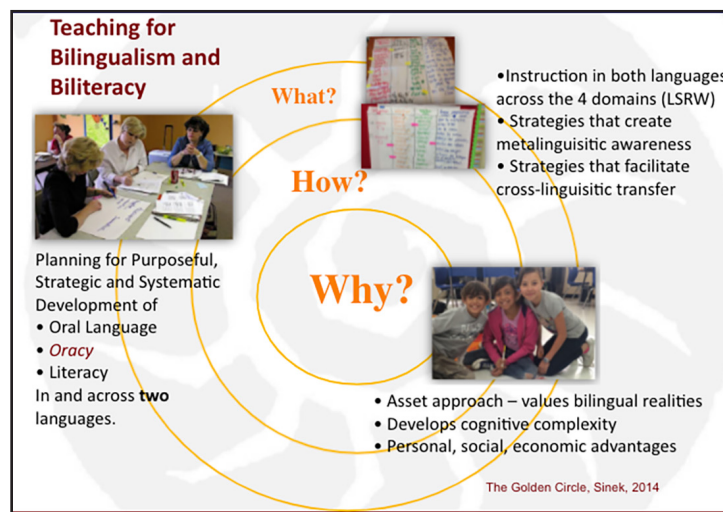 Teaching for
Bilingualism and
Biliteracy
What?
How?
Why?
•Instruction in both languages
across the 4 domains (LSRW)
• Strategies that create
metalinguisitic awareness
• Strategies that facilitate
cross-linguisitic transfer
Planning for Purposeful,
Strategic and Systematic
Development of
• Oral Language
• Oracy
• Literacy
In and across two
languages.
• Asset approach – values bilingual realities
• Develops cognitive complexity
• Personal, social, economic advantages
The Golden Circle, Sinek, 2014